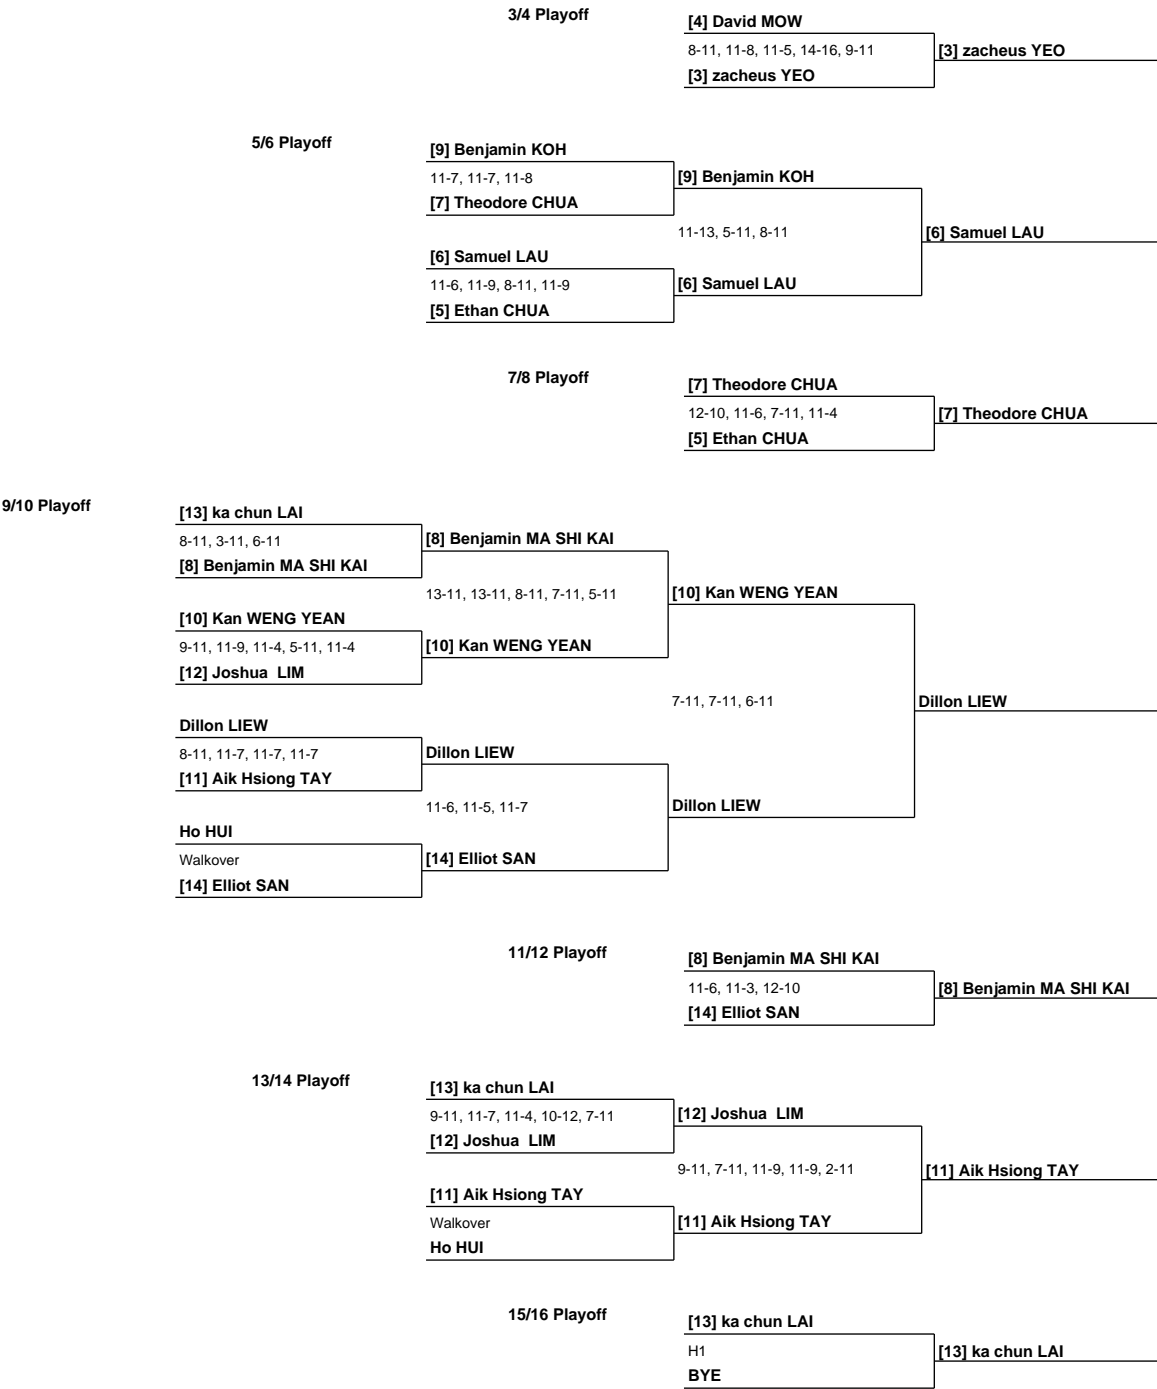 3/4 Playoff
[4] David MOW
8-11, 11-8, 11-5, 14-16, 9-11
[3] zacheus YEO
[3] zacheus YEO
5/6 Playoff
[9] Benjamin KOH
11-7, 11-7, 11-8
[9] Benjamin KOH
[7] Theodore CHUA
11-13, 5-11, 8-11
[6] Samuel LAU
[6] Samuel LAU
11-6, 11-9, 8-11, 11-9
[6] Samuel LAU
[5] Ethan CHUA
7/8 Playoff
[7] Theodore CHUA
12-10, 11-6, 7-11, 11-4
[7] Theodore CHUA
[5] Ethan CHUA
9/10 Playoff
[13] ka chun LAI
8-11, 3-11, 6-11
[8] Benjamin MA SHI KAI
[8] Benjamin MA SHI KAI
13-11, 13-11, 8-11, 7-11, 5-11
[10] Kan WENG YEAN
[10] Kan WENG YEAN
9-11, 11-9, 11-4, 5-11, 11-4
[10] Kan WENG YEAN
[12] Joshua  LIM
7-11, 7-11, 6-11
Dillon LIEW
Dillon LIEW
8-11, 11-7, 11-7, 11-7
Dillon LIEW
[11] Aik Hsiong TAY
11-6, 11-5, 11-7
Dillon LIEW
Ho HUI
Walkover
[14] Elliot SAN
[14] Elliot SAN
11/12 Playoff
[8] Benjamin MA SHI KAI
11-6, 11-3, 12-10
[8] Benjamin MA SHI KAI
[14] Elliot SAN
13/14 Playoff
[13] ka chun LAI
9-11, 11-7, 11-4, 10-12, 7-11
[12] Joshua  LIM
[12] Joshua  LIM
9-11, 7-11, 11-9, 11-9, 2-11
[11] Aik Hsiong TAY
[11] Aik Hsiong TAY
Walkover
[11] Aik Hsiong TAY
Ho HUI
15/16 Playoff
[13] ka chun LAI
H1
[13] ka chun LAI
BYE